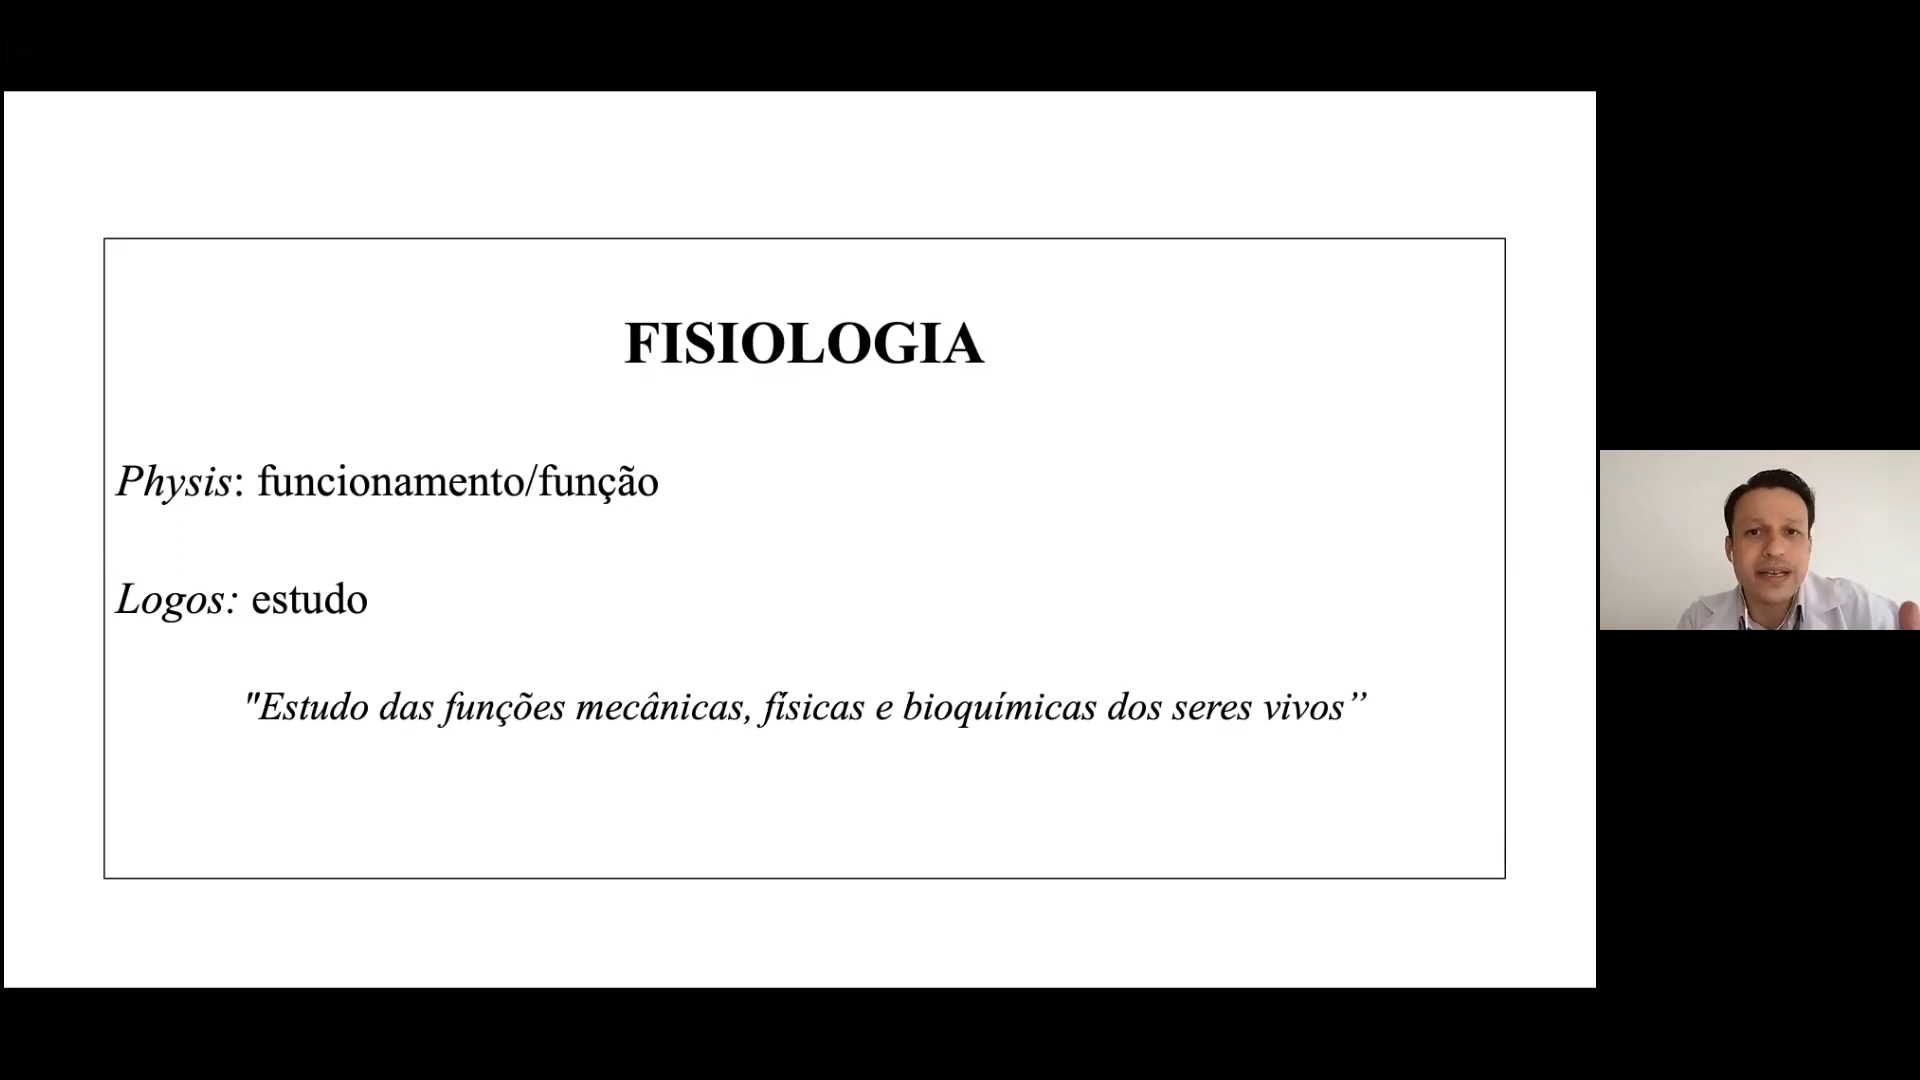 FISIOLOGIA
Physis: funcionamento/função
Logos: estudo
"Estudo das funções mecânicas, físicas e bioquímicas dos seres vivos”